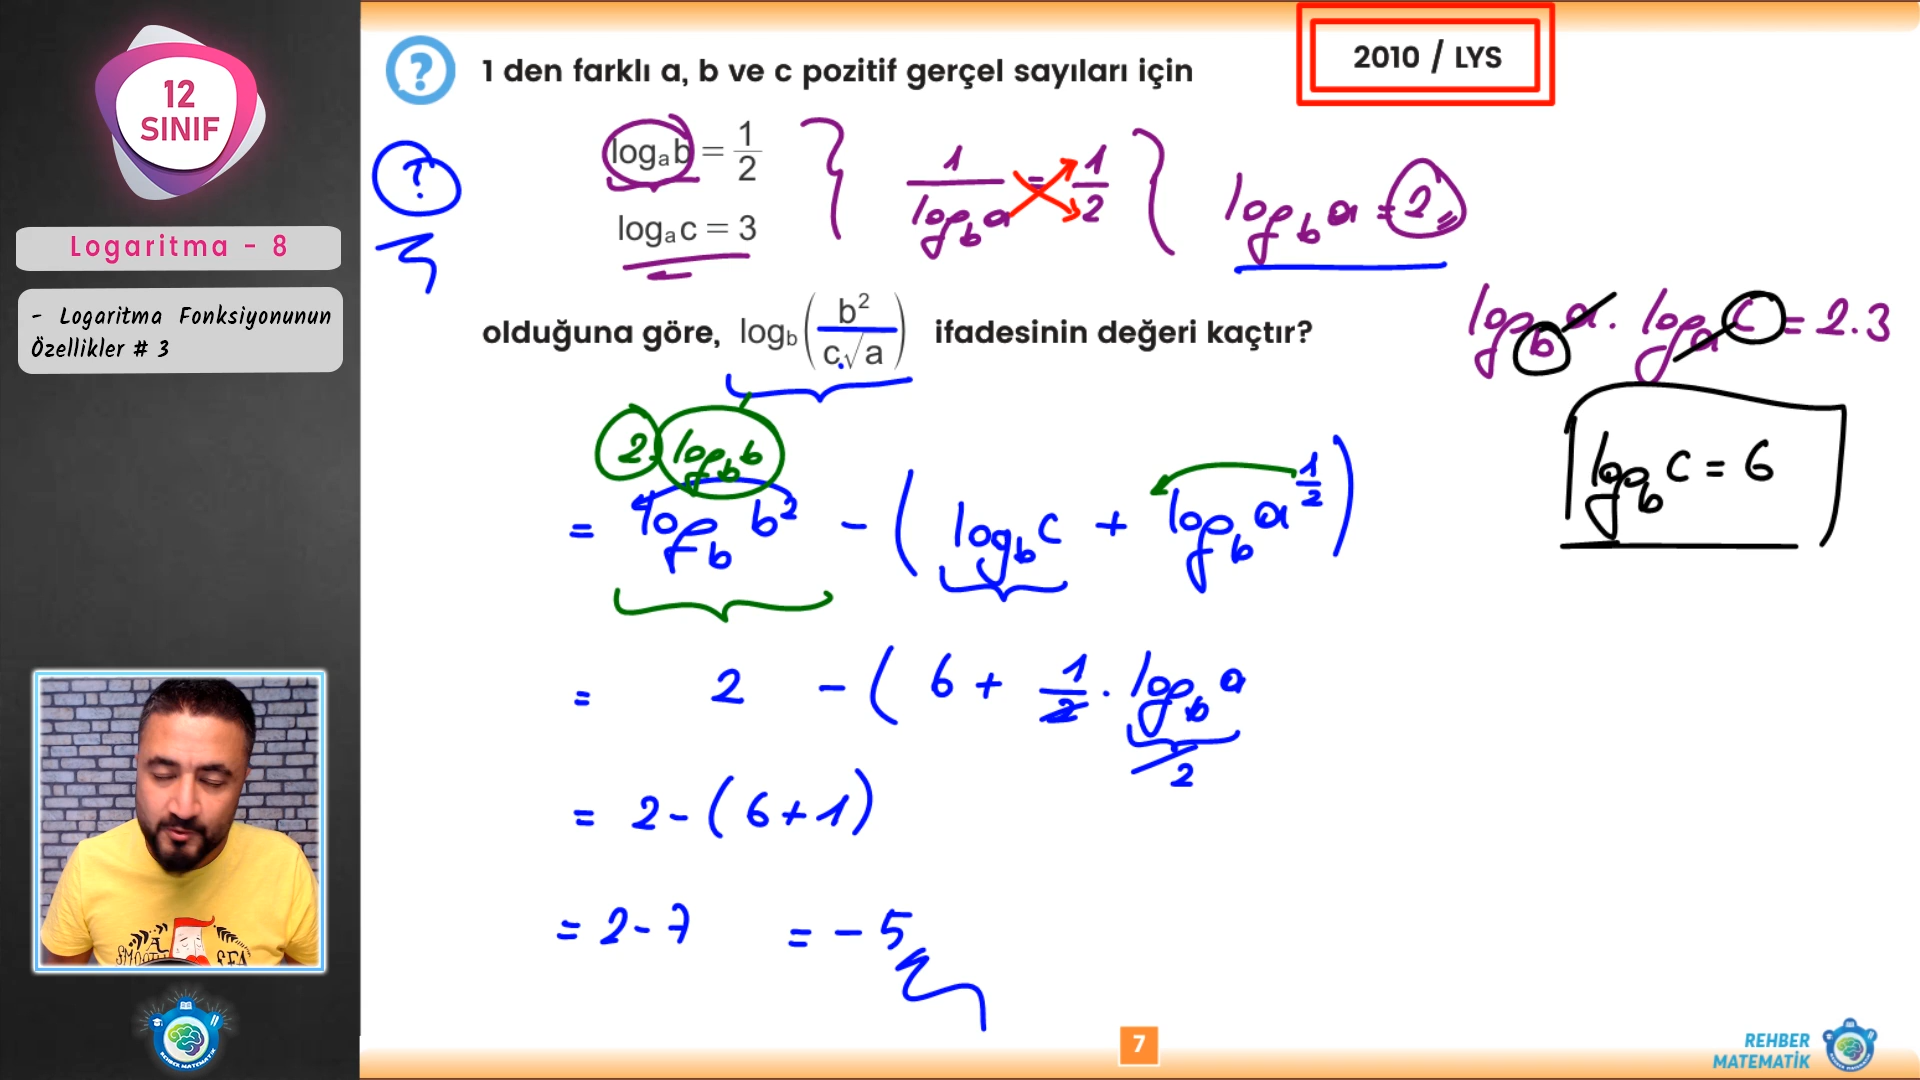 12
SINIF
Logaritma - 8
- Logaritma Fonksiyonunun
Özellikler # 3
2010 / LYS
? 1 den farklı a, b ve c pozitif gerçel sayıları için
?
logₐb = 1/2
logₐc = 3
1/log_b a = 1/2
log_b a = 2
olduğuna göre, log_b(b²/(c·√a)) ifadesinin değeri kaçtır?
log_b a · log_a c = 2.3
log_b c = 6
2 log_b b
= log_b b² - (log_b c + log_b a^(1/2))
= 2 - (6 + 1/2 · log_b a
2
= 2 - (6 + 1)
= 2 - 7 = - 5
7
REHBER
MATEMATİK
REHBER MATEMATİK